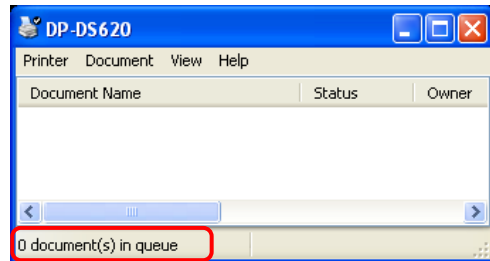 DP-DS620
Printer Document View Help
Document Name Status Owner
0 document(s) in queue